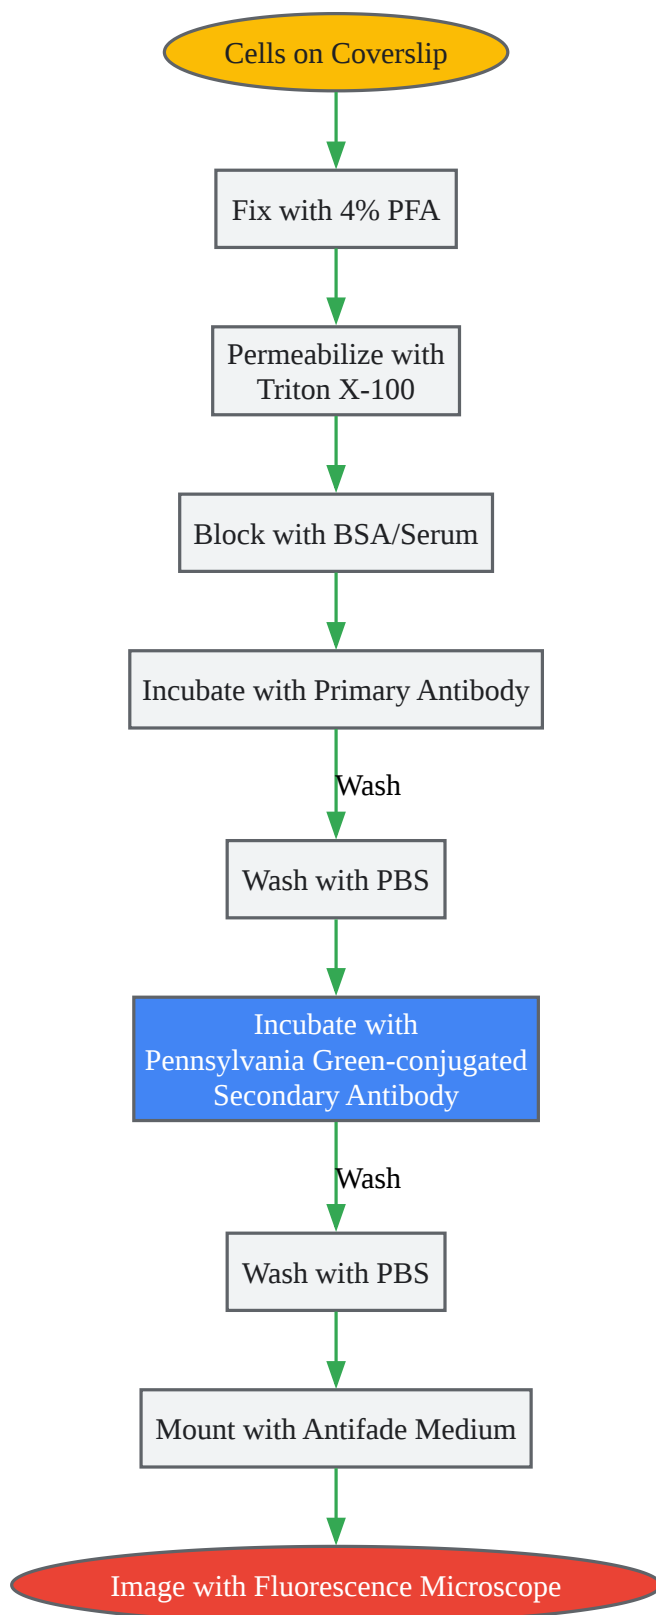 Cells on Coverslip
Fix with 4% PFA
Permeabilize with
Triton X-100
Block with BSA/Serum
Incubate with Primary Antibody
Wash
Wash with PBS
Incubate with
Pennsylvania Green-conjugated
Secondary Antibody
Wash
Wash with PBS
Mount with Antifade Medium
Image with Fluorescence Microscope